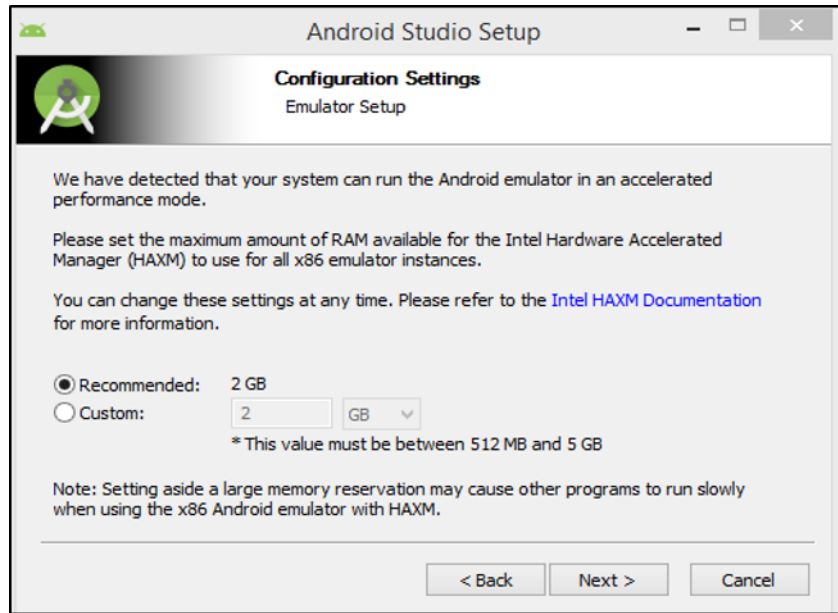 Android Studio Setup
Configuration Settings
Emulator Setup
We have detected that your system can run the Android emulator in an accelerated
performance mode.
Please set the maximum amount of RAM available for the Intel Hardware Accelerated
Manager (HAXM) to use for all x86 emulator instances.
You can change these settings at any time. Please refer to the Intel HAXM Documentation
for more information.
Recommended: 2 GB
Custom: 2 GB
* This value must be between 512 MB and 5 GB
Note: Setting aside a large memory reservation may cause other programs to run slowly
when using the x86 Android emulator with HAXM.
< Back Next > Cancel